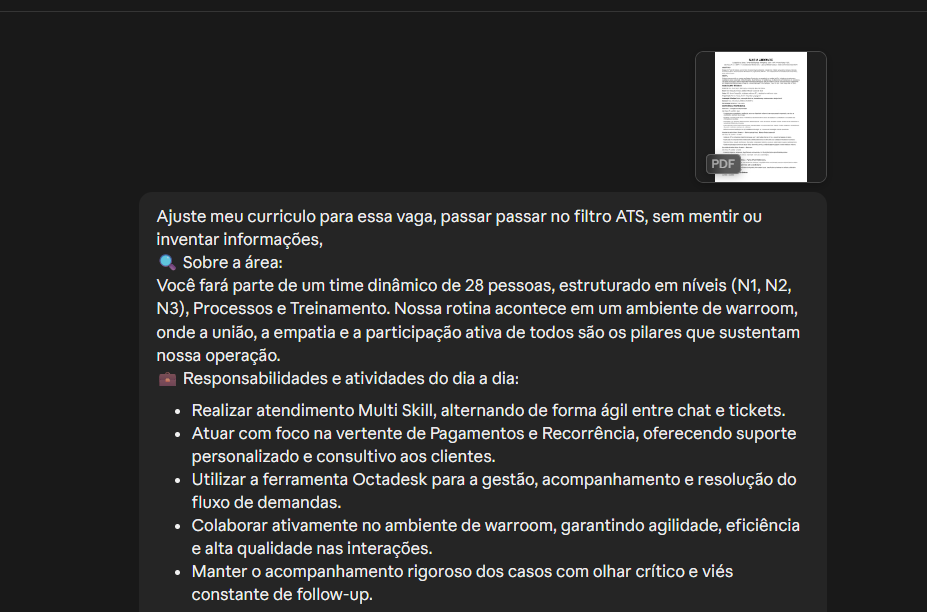 PDF
Ajuste meu curriculo para essa vaga, passar passar no filtro ATS, sem mentir ou
inventar informações,
🔍 Sobre a área:
Você fará parte de um time dinâmico de 28 pessoas, estruturado em níveis (N1, N2,
N3), Processos e Treinamento. Nossa rotina acontece em um ambiente de warroom,
onde a união, a empatia e a participação ativa de todos são os pilares que sustentam
nossa operação.
💼 Responsabilidades e atividades do dia a dia:
• Realizar atendimento Multi Skill, alternando de forma ágil entre chat e tickets.
• Atuar com foco na vertente de Pagamentos e Recorrência, oferecendo suporte
personalizado e consultivo aos clientes.
• Utilizar a ferramenta Octadesk para a gestão, acompanhamento e resolução do
fluxo de demandas.
• Colaborar ativamente no ambiente de warroom, garantindo agilidade, eficiência
e alta qualidade nas interações.
• Manter o acompanhamento rigoroso dos casos com olhar crítico e viés
constante de follow-up.